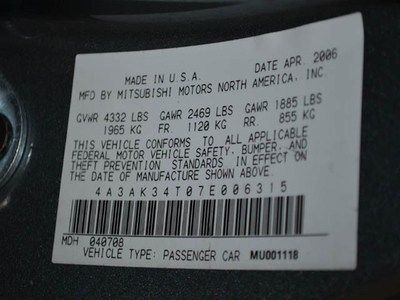 MADE IN U.S.A. DATE APR. 2006
MFD BY MITSUBISHI MOTORS NORTH AMERICA, INC
GVWR 4332 LBS GAWR 2469 LBS GAWR 1885 LBS
1965 KG FR 1120 KG RR. 855 KG
THIS VEHICLE CONFORMS TO ALL APPLICABLE
FEDERAL MOTOR VEHICLE SAFETY, BUMPER, AND
THEFT PREVENTION STANDARDS IN EFFECT ON
THE DATE OF MANUFACTURE SHOWN ABOVE.
4A3AK34T07E006315
MDH 040708
VEHICLE TYPE: PASSENGER CAR MU001118